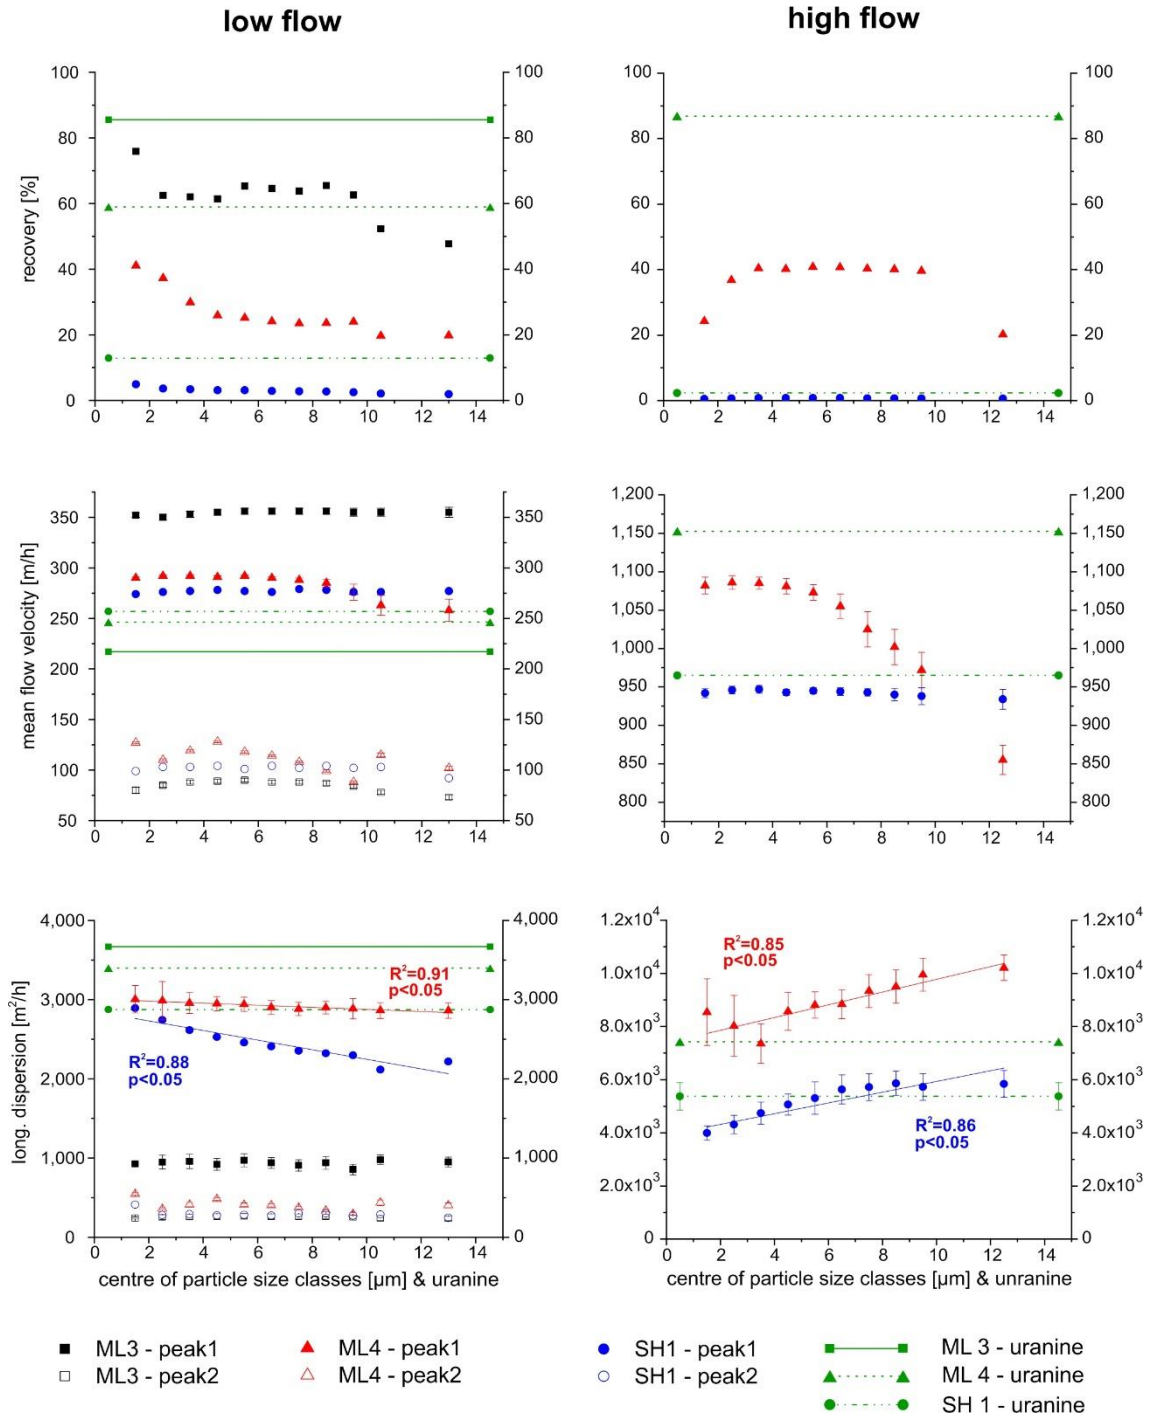 low flow
high flow
100
80
60
40
20
0
100
80
60
40
20
0
recovery [%]
0 2 4 6 8 10 12 14
100
80
60
40
20
0
100
80
60
40
20
0
0 2 4 6 8 10 12 14
350
300
250
200
150
100
50
350
300
250
200
150
100
50
mean flow velocity [m/h]
0 2 4 6 8 10 12 14
1,200
1,150
1,100
1,050
1,000
950
900
850
800
1,200
1,150
1,100
1,050
1,000
950
900
850
800
0 2 4 6 8 10 12 14
4,000
3,000
2,000
1,000
0
4,000
3,000
2,000
1,000
0
long. dispersion [m²/h]
R²=0.91
p<0.05
R²=0.88
p<0.05
0 2 4 6 8 10 12 14
centre of particle size classes [µm] & uranine
1.2x10⁴
1.0x10⁴
8.0x10³
6.0x10³
4.0x10³
2.0x10³
0.0
1.2x10⁴
1.0x10⁴
8.0x10³
6.0x10³
4.0x10³
2.0x10³
0.0
R²=0.85
p<0.05
R²=0.86
p<0.05
0 2 4 6 8 10 12 14
centre of particle size classes [µm] & unranine
ML3 - peak1
ML3 - peak2
ML4 - peak1
ML4 - peak2
SH1 - peak1
SH1 - peak2
ML 3 - uranine
ML 4 - uranine
SH 1 - uranine